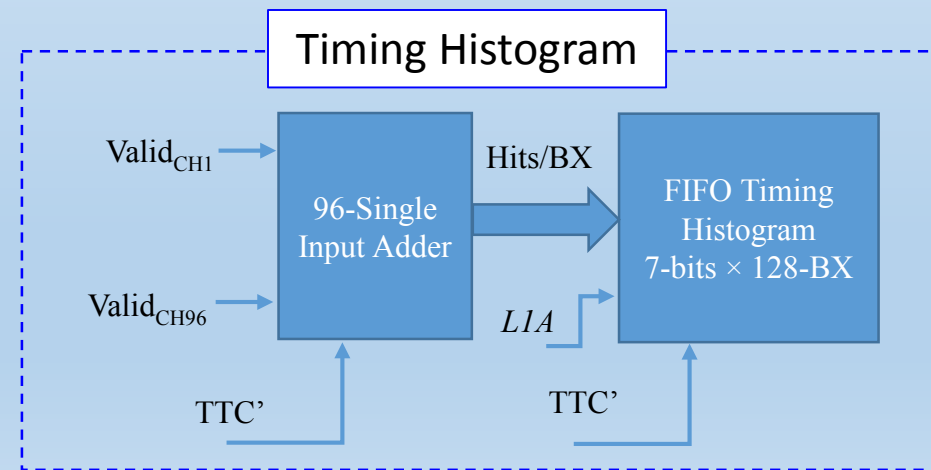 Timing Histogram
Valid_CH1
Hits/BX
96-Single
Input Adder
FIFO Timing
Histogram
7-bits × 128-BX
Valid_CH96
L1A
TTC’
TTC’